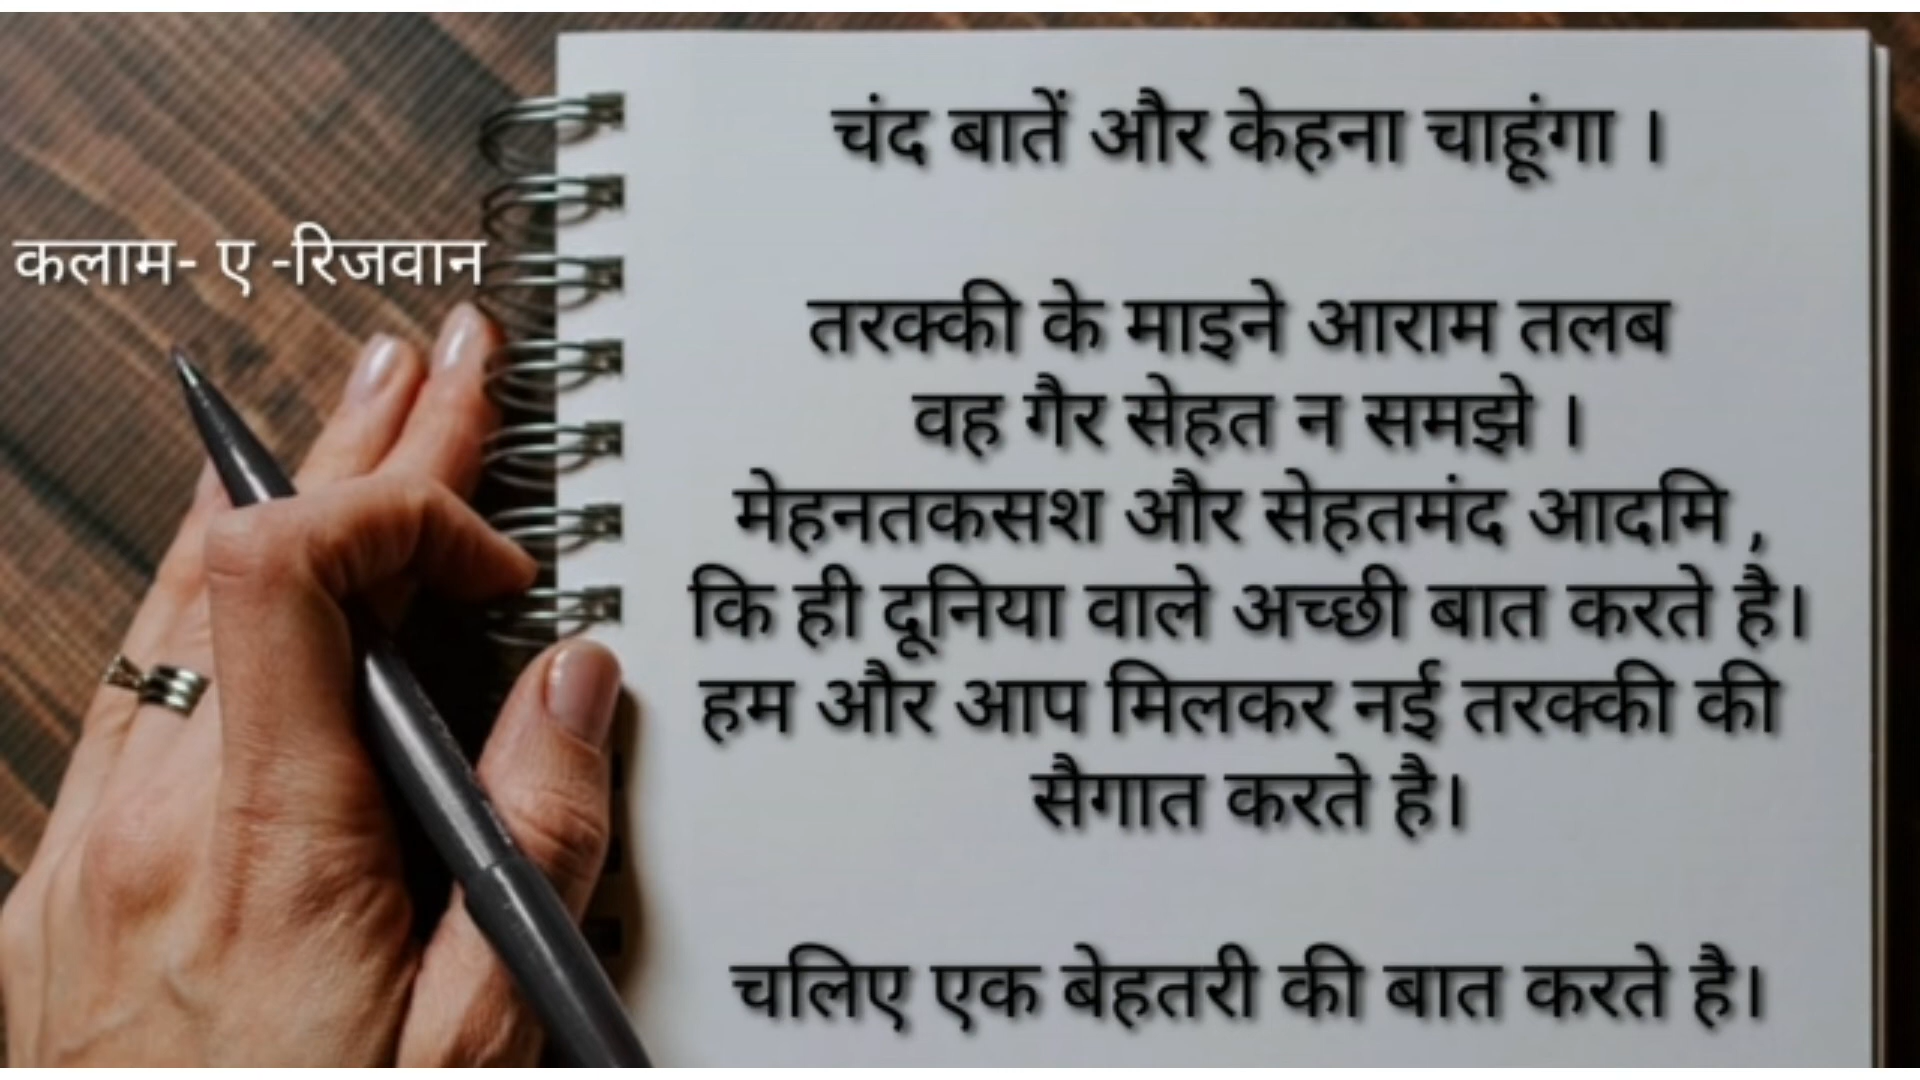 चंद बातें और केहना चाहूंगा ।
कलाम- ए -रिजवान
तरक्की के माइने आराम तलब
वह गैर सेहत न समझे ।
मेहनतकसश और सेहतमंद आदमि ,
कि ही दूनिया वाले अच्छी बात करते है।
हम और आप मिलकर नई तरक्की की
सैगात करते है।
चलिए एक बेहतरी की बात करते है।